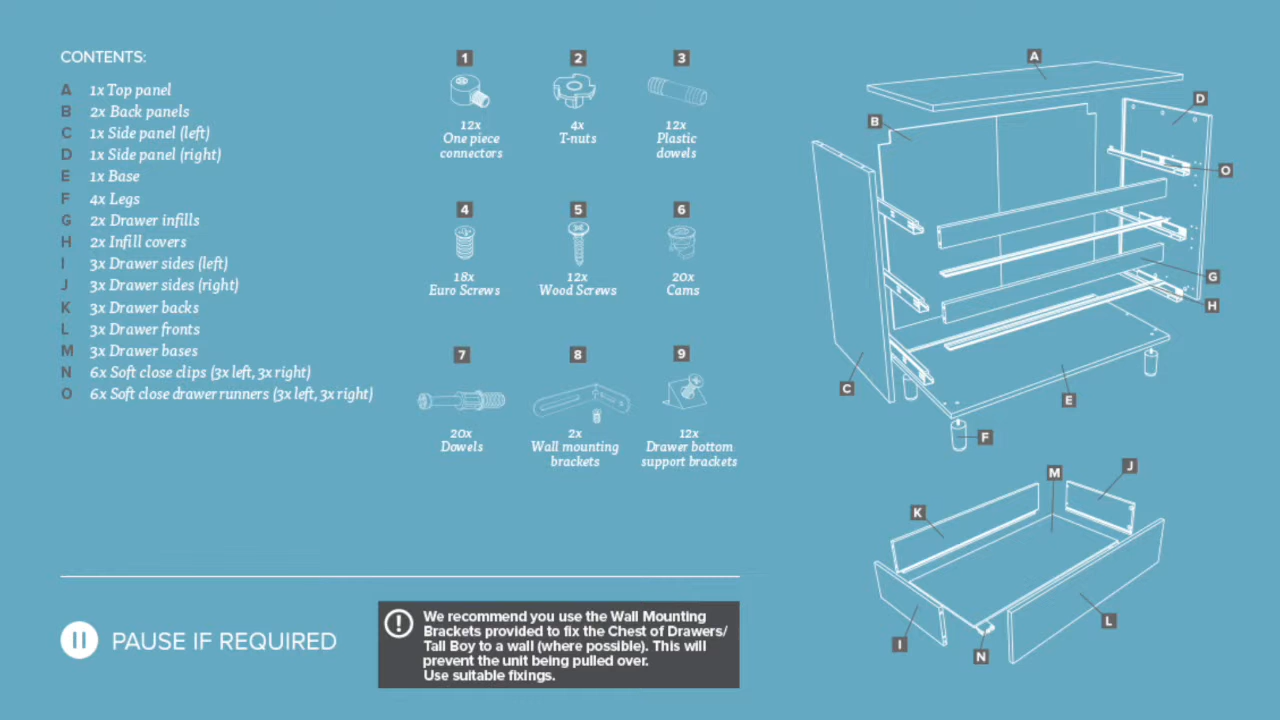 CONTENTS:
A 1x Top panel
B 2x Back panels
C 1x Side panel (left)
D 1x Side panel (right)
E 1x Base
F 4x Legs
G 2x Drawer infills
H 2x Infill covers
I 3x Drawer sides (left)
J 3x Drawer sides (right)
K 3x Drawer backs
L 3x Drawer fronts
M 3x Drawer bases
N 6x Soft close clips (3x left, 3x right)
O 6x Soft close drawer runners (3x left, 3x right)
1
12x
One piece
connectors
2
4x
T-nuts
3
12x
Plastic
dowels
4
18x
Euro Screws
5
12x
Wood Screws
6
20x
Cams
7
20x
Dowels
8
2x
Wall mounting
brackets
9
12x
Drawer bottom
support brackets
A
D
B
O
G
H
C
E
F
M
J
K
L
I
N
PAUSE IF REQUIRED
We recommend you use the Wall Mounting
Brackets provided to fix the Chest of Drawers/
Tall Boy to a wall (where possible). This will
prevent the unit being pulled over.
Use suitable fixings.